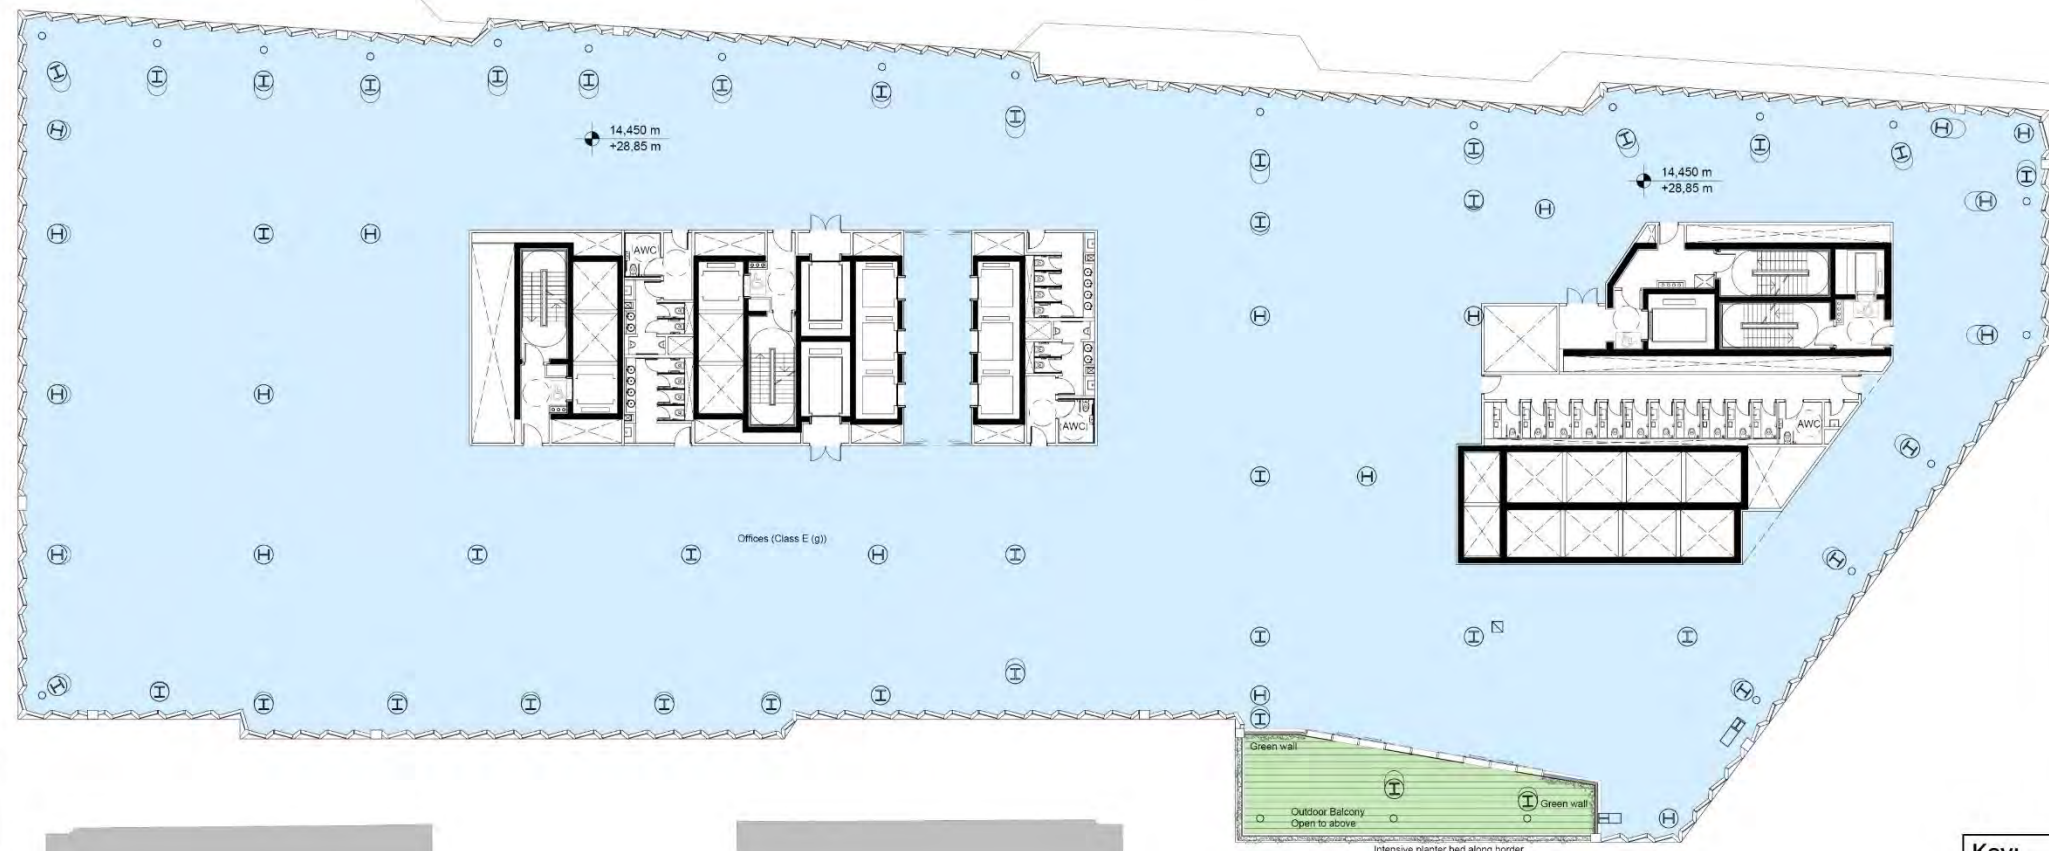 14,450 m
+28,85 m
14,450 m
+28,85 m
AWC
AWC
AWC
Offices (Class E (g))
Green wall
Green wall
Outdoor Balcony
Open to above
Intensive planter bed along border
Key: